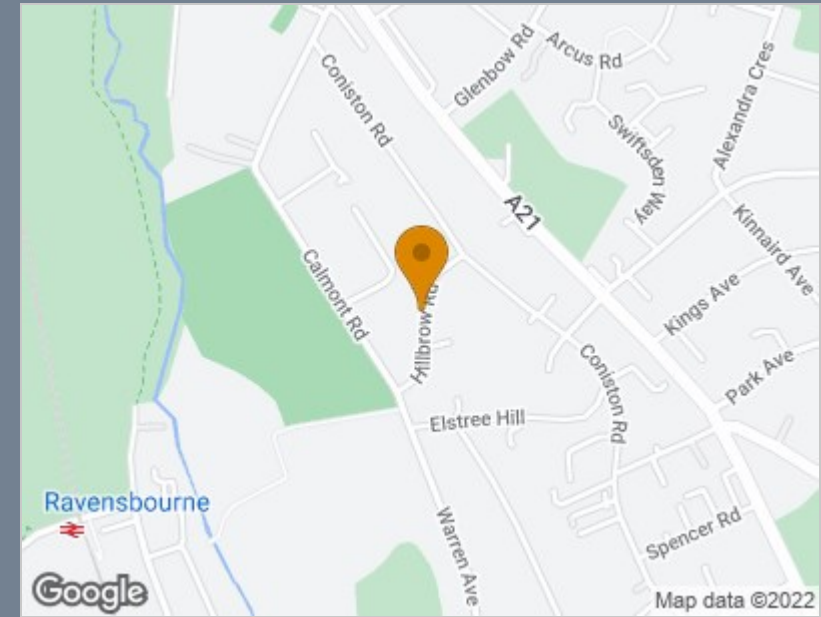 Glenbow Rd
Arcus Rd
Coniston Rd
Alexandra Cres
Swiftsden Way
A21
Kinnaird Ave
Calmont Rd
Hillbrow Rd
Kings Ave
Coniston Rd
Park Ave
Elstree Hill
Ravensbourne
Warren Ave
Spencer Rd
Google
Map data ©2022